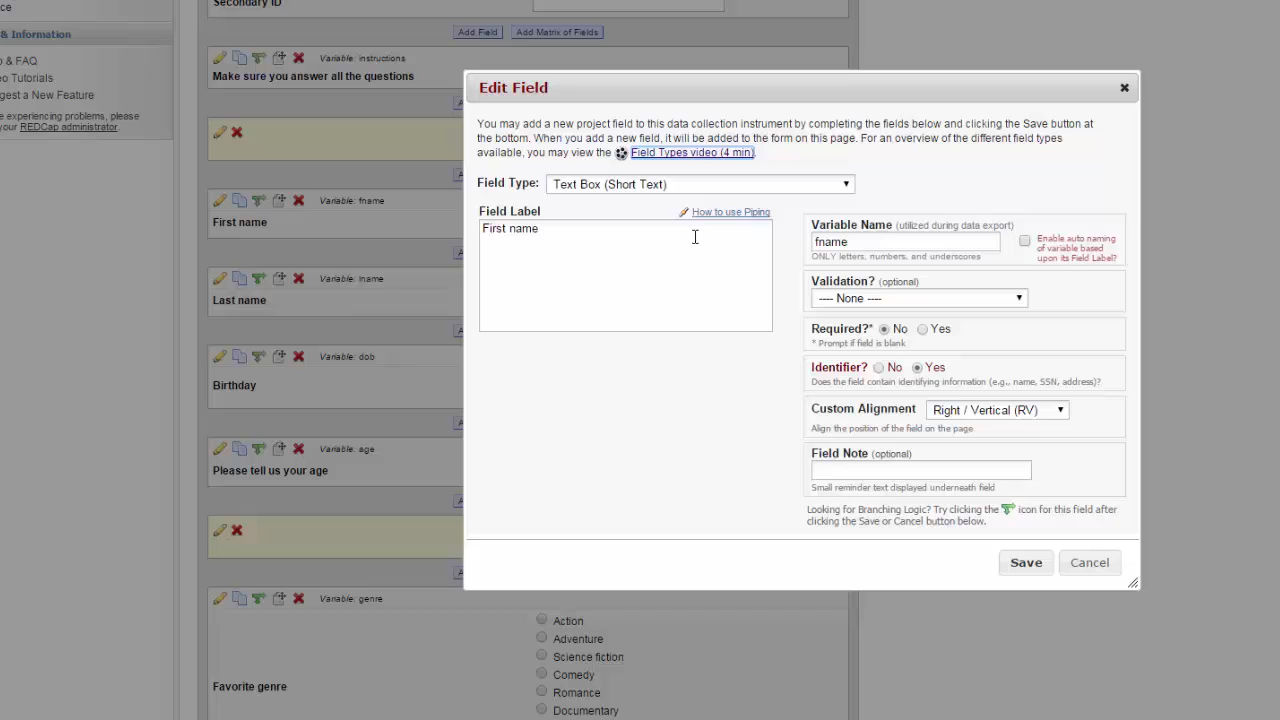 ce
Secondary ID
& Information
Add Field
Add Matrix of Fields
& FAQ
Tutorials
a New Feature
e experiencing problems, please
your REDCap administrator.
Variable: instructions
Make sure you answer all the questions
Variable: fname
First name
Variable: lname
Last name
Variable: dob
Birthday
Variable: age
Please tell us your age
Variable: genre
Favorite genre
Action
Adventure
Science fiction
Comedy
Romance
Documentary
Edit Field
You may add a new project field to this data collection instrument by completing the fields below and clicking the Save button at
the bottom. When you add a new field, it will be added to the form on this page. For an overview of the different field types
available, you may view the Field Types video (4 min).
Field Type: Text Box (Short Text)
Field Label
How to use Piping
First name
Variable Name (utilized during data export)
fname
ONLY letters, numbers, and underscores
Enable auto naming
of variable based
upon its Field Label?
Validation? (optional)
---- None ----
Required?* No Yes
* Prompt if field is blank
Identifier? No Yes
Does the field contain identifying information (e.g., name, SSN, address)?
Custom Alignment Right / Vertical (RV)
Align the position of the field on the page
Field Note (optional)
Small reminder text displayed underneath field
Looking for Branching Logic? Try clicking the icon for this field after
clicking the Save or Cancel button below.
Save
Cancel